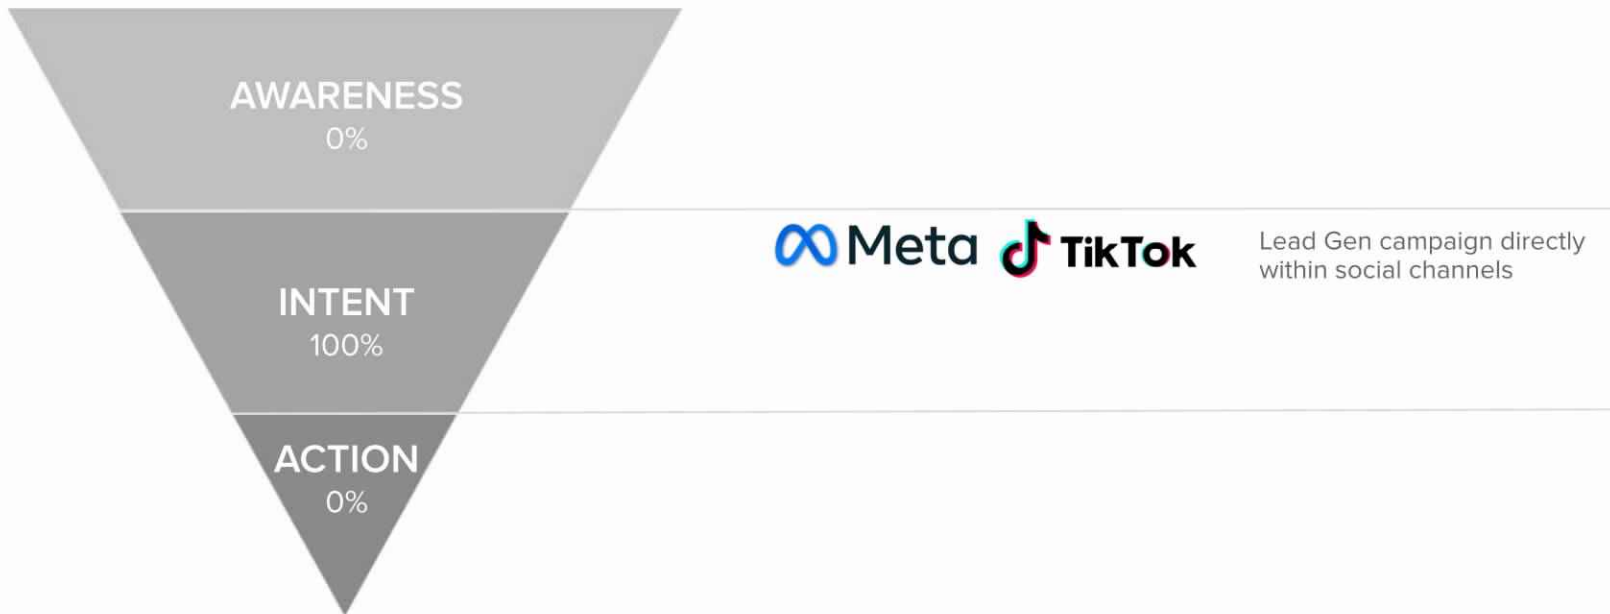 AWARENESS
0%
INTENT
100%
Meta TikTok
Lead Gen campaign directly
within social channels
ACTION
0%